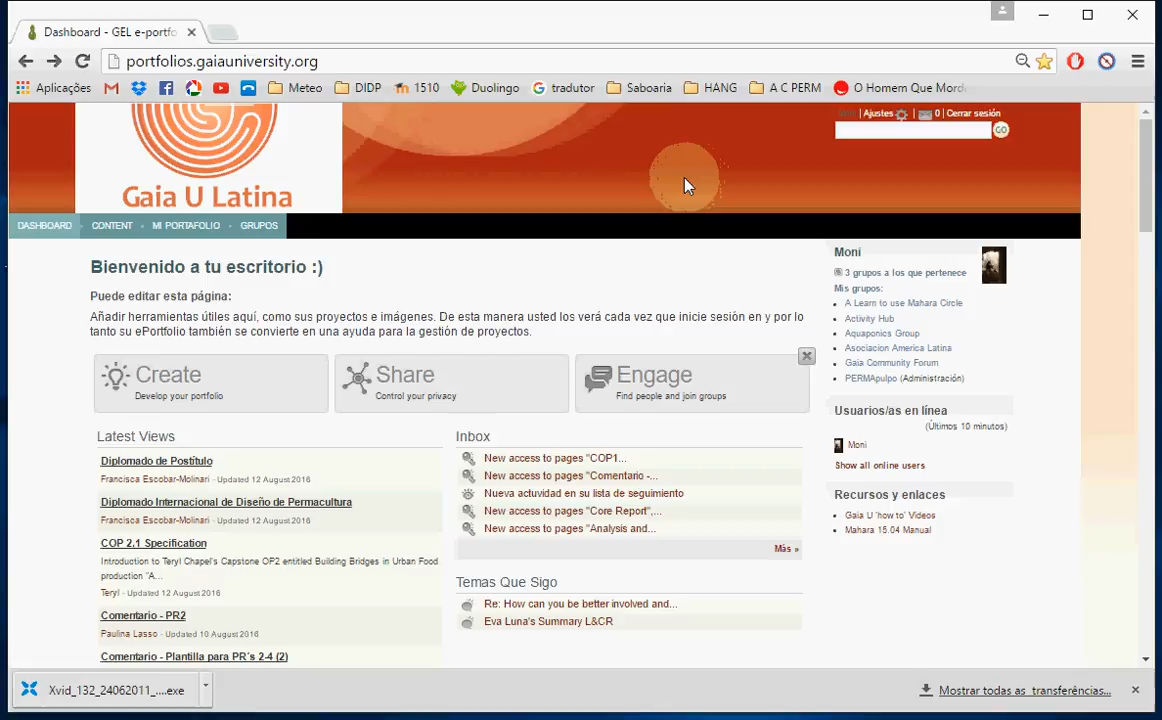 Dashboard - GEL e-portfo
portfolios.gaiauniversity.org
Aplicações Meteo DIDP 1510 Duolingo tradutor Saboaria HANG A C PERM O Homem Que Morde
| Ajustes | 0 | Cerrar sesión
GO
Gaia U Latina
DASHBOARD CONTENT MI PORTAFOLIO GRUPOS
Bienvenido a tu escritorio :)
Puede editar esta página:
Añadir herramientas útiles aquí, como sus proyectos e imágenes. De esta manera usted los verá cada vez que inicie sesión en y por lo
tanto su ePortfolio también se convierte en una ayuda para la gestión de proyectos.
Create
Develop your portfolio
Share
Control your privacy
Engage
Find people and join groups
Latest Views
Diplomado de Postítulo
Francisca Escobar-Molinari - Updated 12 August 2016
Diplomado Internacional de Diseño de Permacultura
Francisca Escobar-Molinari - Updated 12 August 2016
COP 2.1 Specification
Introduction to Teryl Chapel's Capstone OP2 entitled Building Bridges in Urban Food
production "A...
Teryl - Updated 12 August 2016
Comentario - PR2
Paulina Lasso - Updated 10 August 2016
Comentario - Plantilla para PR´s 2-4 (2)
Inbox
New access to pages "COP1...
New access to pages "Comentario -...
Nueva actuvidad en su lista de seguimiento
New access to pages "Core Report",...
New access to pages "Analysis and...
Más »
Temas Que Sigo
Re: How can you be better involved and...
Eva Luna's Summary L&CR
Moni
3 grupos a los que pertenece
Mis grupos:
A Learn to use Mahara Circle
Activity Hub
Aquaponics Group
Asociacion America Latina
Gaia Community Forum
PERMApulpo (Administración)
Usuarios/as en línea
(Últimos 10 minutos)
Moni
Show all online users
Recursos y enlaces
Gaia U 'how to' Videos
Mahara 15.04 Manual
Xvid_132_24062011_....exe
Mostrar todas as transferências...